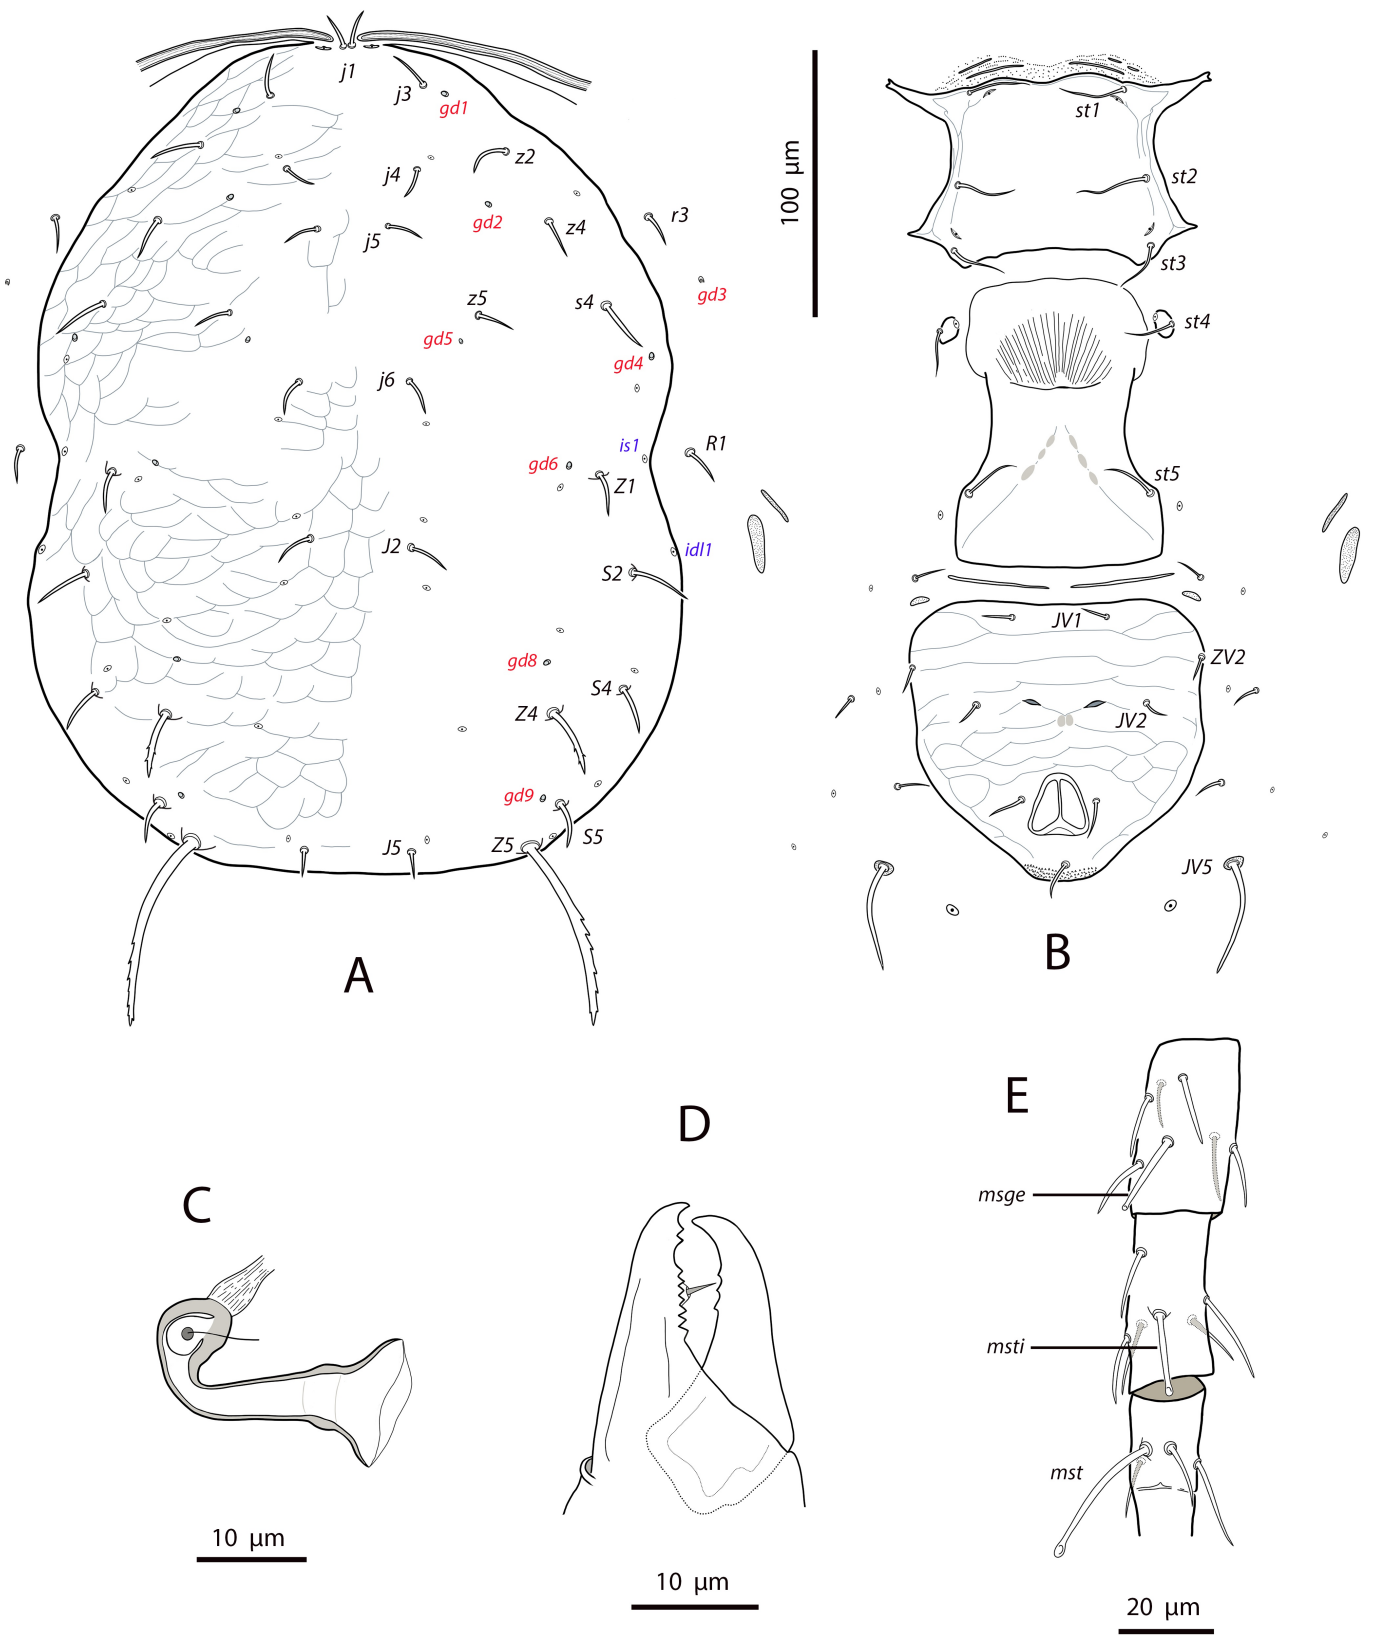 j1
j3
gd1
z2
j4
gd2
z4
r3
j5
gd3
z5
s4
gd5
gd4
j6
is1
R1
gd6
Z1
J2
idl1
S2
gd8
S4
Z4
gd9
J5
Z5
S5
A
100 μm
st1
st2
st3
st4
st5
JV1
ZV2
JV2
JV5
B
C
10 μm
D
10 μm
E
msge
msti
mst
20 μm